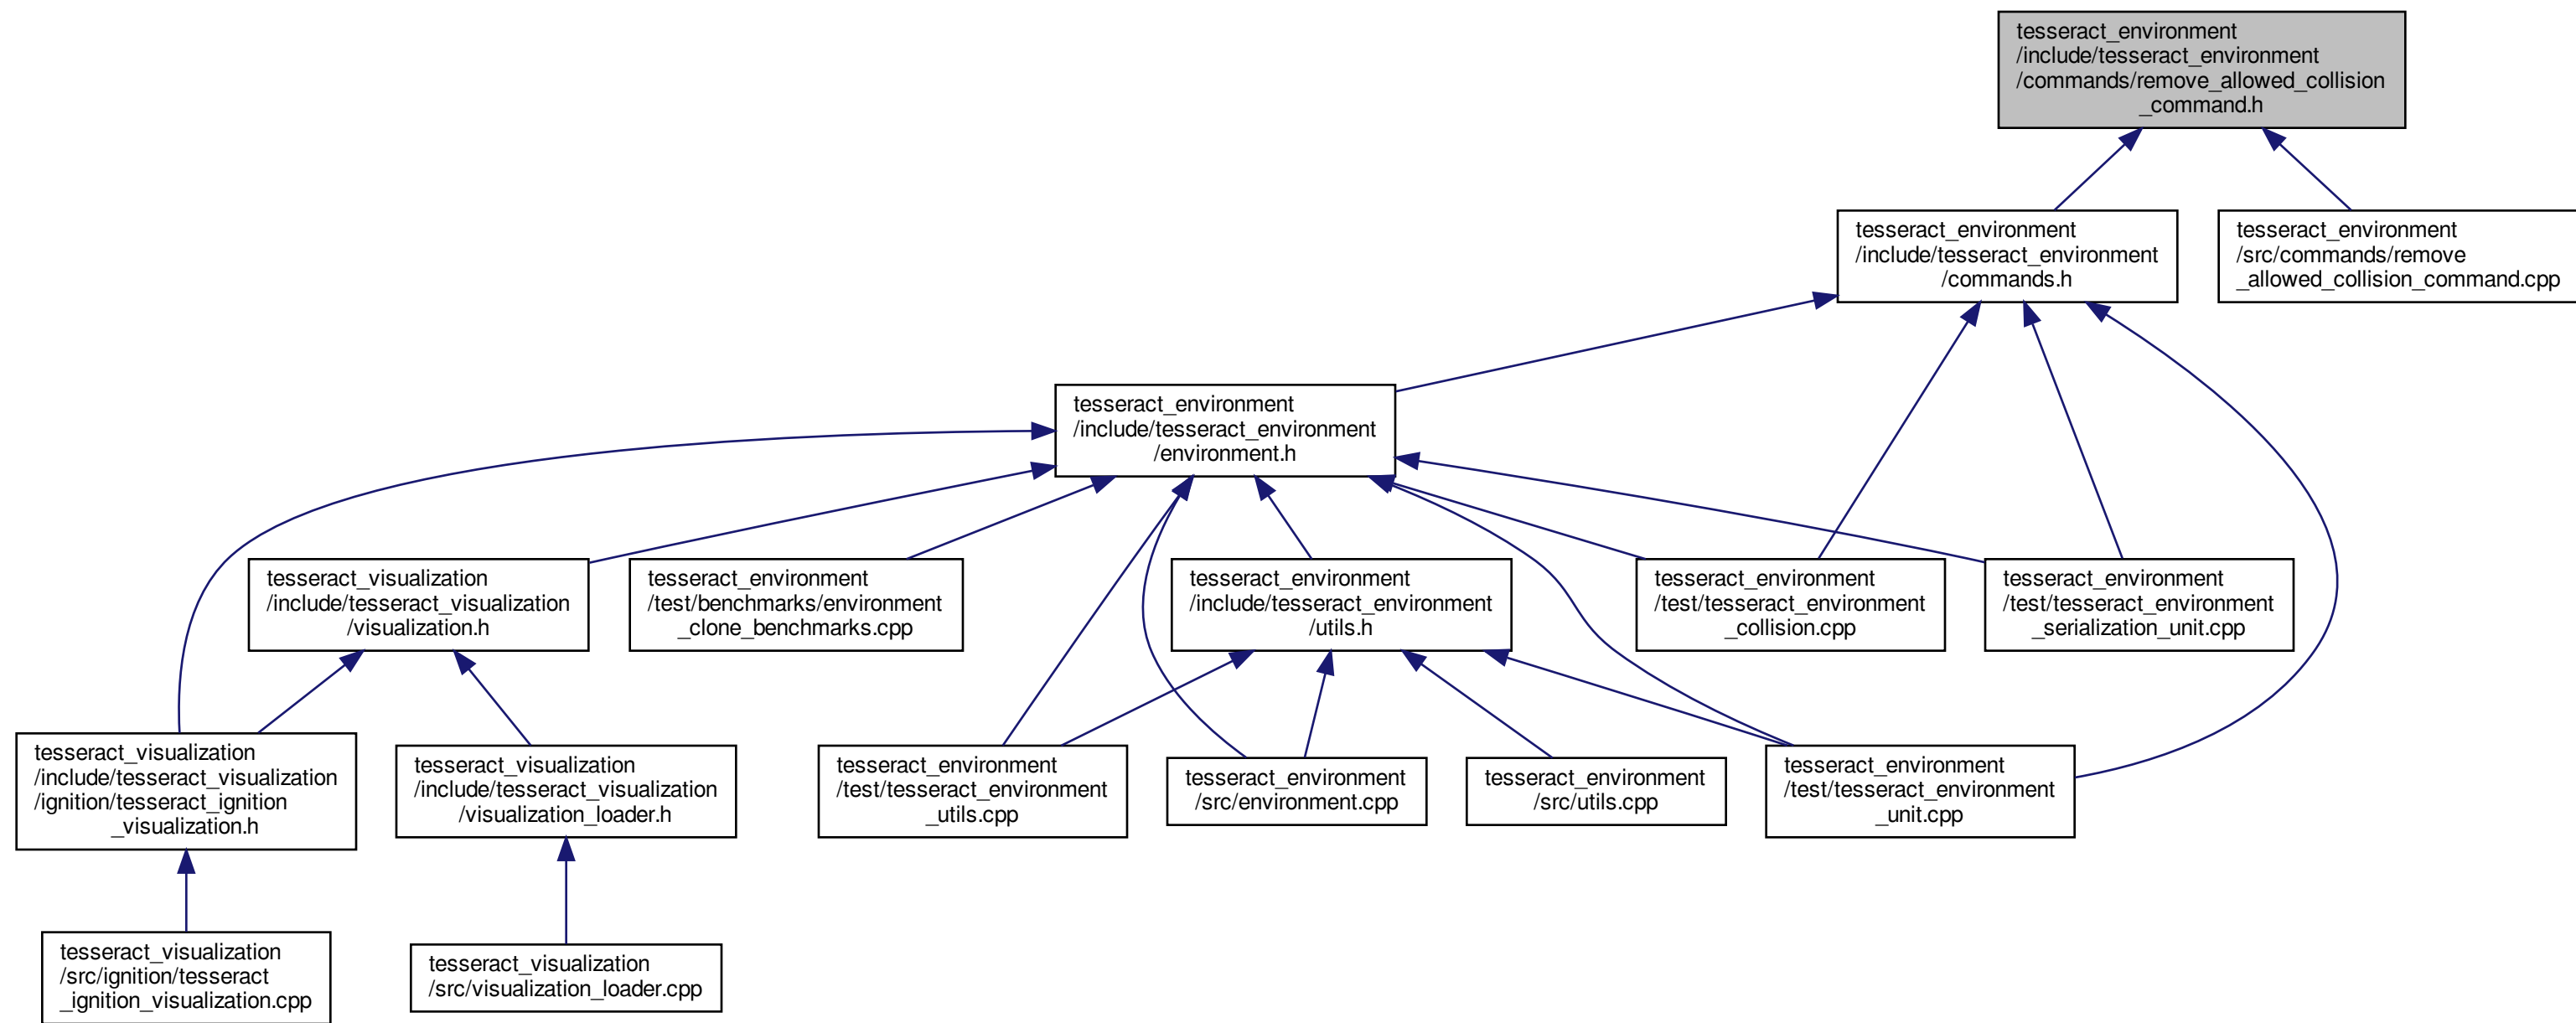 tesseract_environment
/include/tesseract_environment
/commands/remove_allowed_collision
_command.h
tesseract_environment
/include/tesseract_environment
/commands.h
tesseract_environment
/src/commands/remove
_allowed_collision_command.cpp
tesseract_environment
/include/tesseract_environment
/environment.h
tesseract_visualization
/include/tesseract_visualization
/visualization.h
tesseract_environment
/test/benchmarks/environment
_clone_benchmarks.cpp
tesseract_environment
/include/tesseract_environment
/utils.h
tesseract_environment
/test/tesseract_environment
_collision.cpp
tesseract_environment
/test/tesseract_environment
_serialization_unit.cpp
tesseract_visualization
/include/tesseract_visualization
/ignition/tesseract_ignition
_visualization.h
tesseract_visualization
/include/tesseract_visualization
/visualization_loader.h
tesseract_environment
/test/tesseract_environment
_utils.cpp
tesseract_environment
/src/environment.cpp
tesseract_environment
/src/utils.cpp
tesseract_environment
/test/tesseract_environment
_unit.cpp
tesseract_visualization
/src/ignition/tesseract
_ignition_visualization.cpp
tesseract_visualization
/src/visualization_loader.cpp